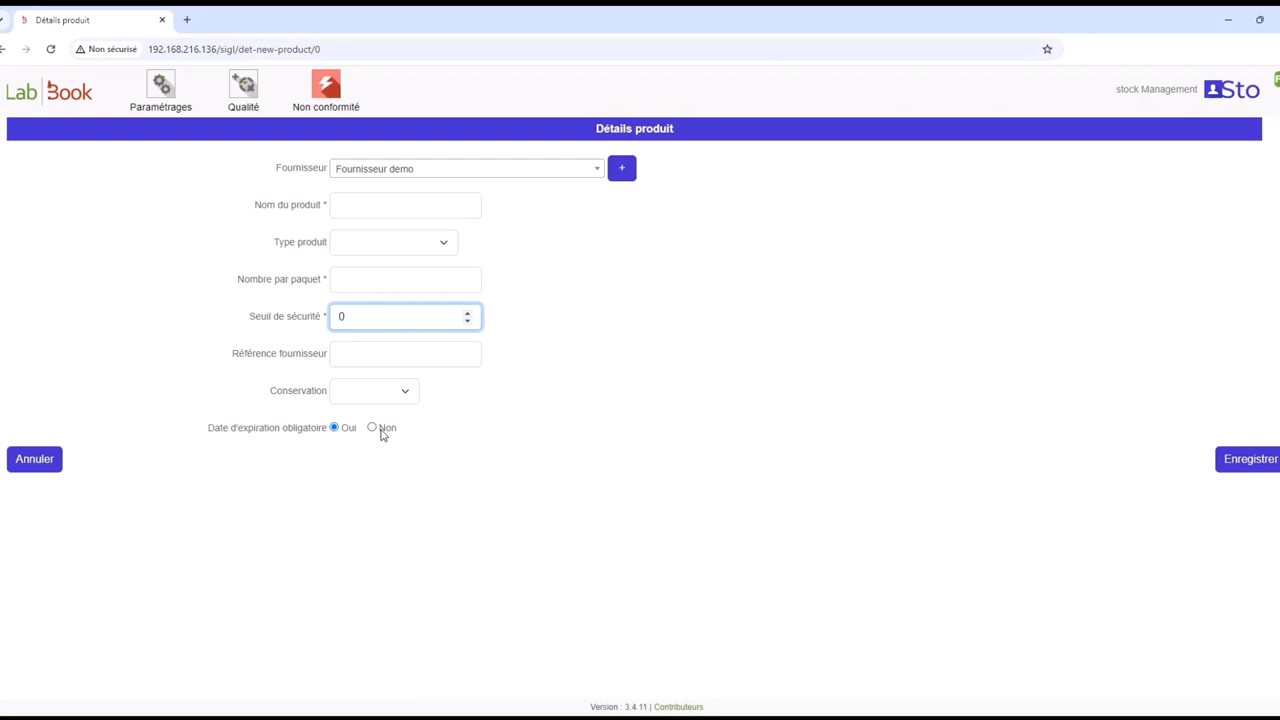 Détails produit
Non sécurisé 192.168.216.136/sigl/det-new-product/0
Lab Book
Paramétrages Qualité Non conformité
stock Management Sto
Détails produit
Fournisseur Fournisseur demo +
Nom du produit *
Type produit
Nombre par paquet *
Seuil de sécurité * 0
Référence fournisseur
Conservation
Date d'expiration obligatoire Oui Non
Annuler Enregistrer
Version : 3.4.11 | Contributeurs